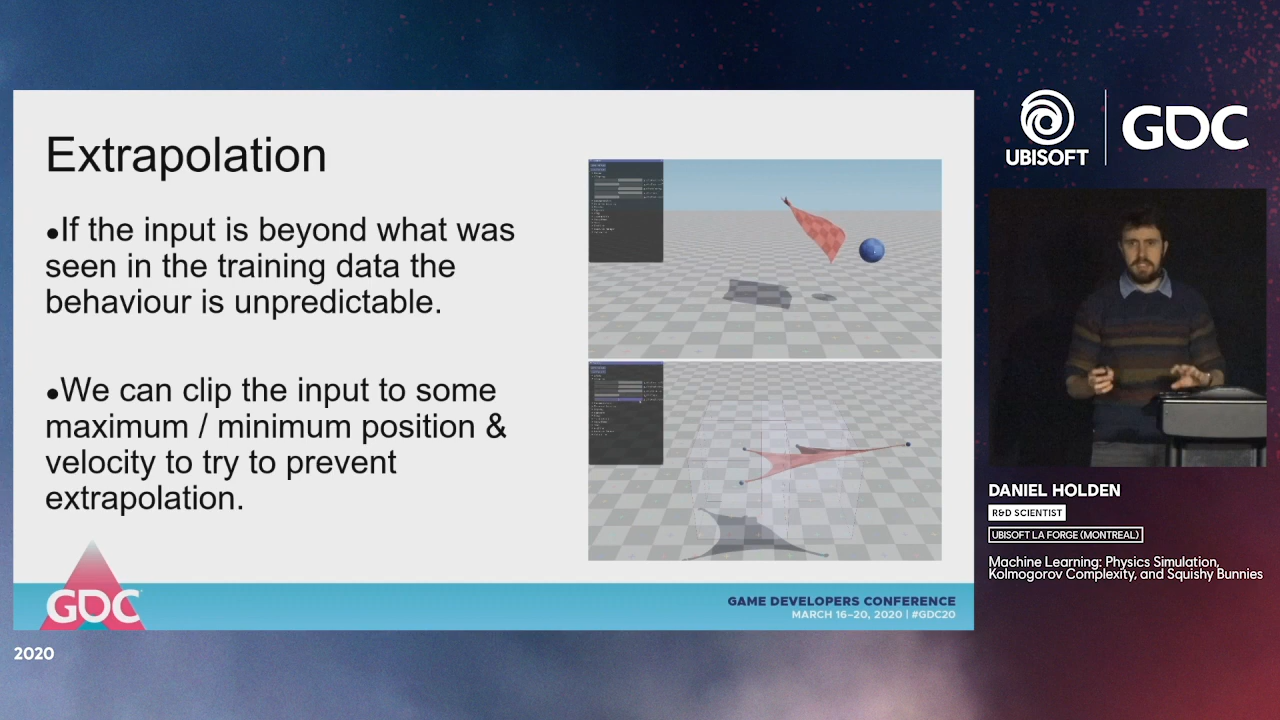 Extrapolation
•If the input is beyond what was
seen in the training data the
behaviour is unpredictable.
•We can clip the input to some
maximum / minimum position &
velocity to try to prevent
extrapolation.
GDC
GAME DEVELOPERS CONFERENCE
MARCH 16–20, 2020 | #GDC20
2020
UBISOFT
GDC
DANIEL HOLDEN
R&D SCIENTIST
UBISOFT LA FORGE (MONTREAL)
Machine Learning: Physics Simulation,
Kolmogorov Complexity, and Squishy Bunnies